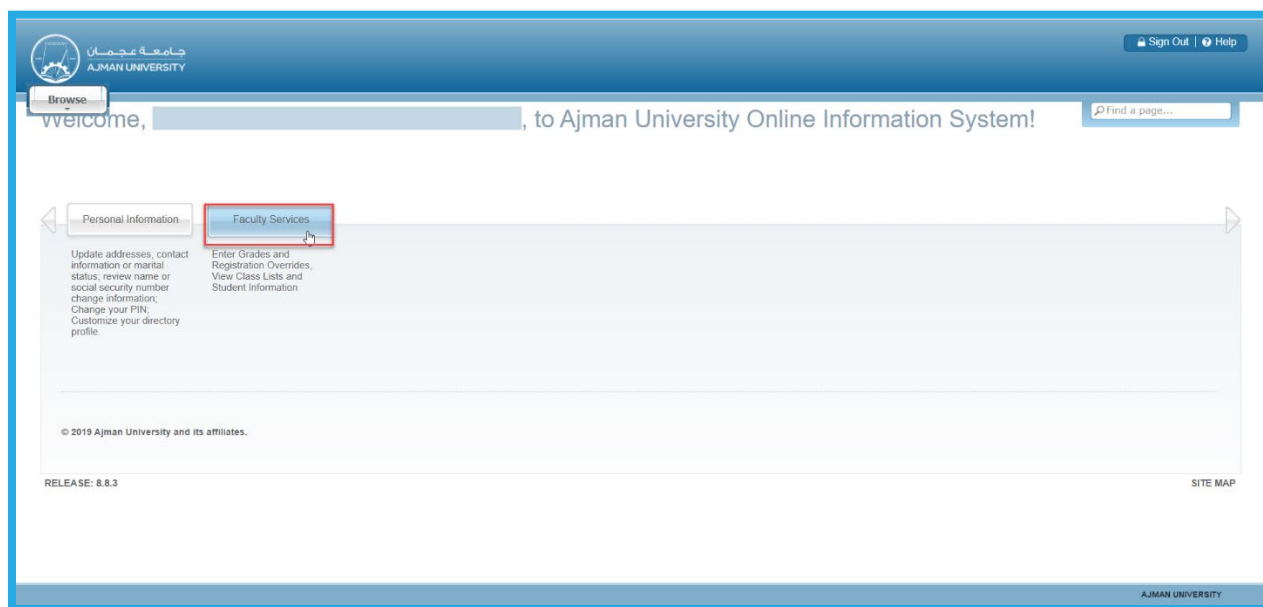 جامعة عجمان
AJMAN UNIVERSITY
Sign Out | Help
Browse
Welcome, , to Ajman University Online Information System!
Find a page...
Personal Information
Faculty Services
Update addresses, contact
information or marital
status; review name or
social security number
change information;
Change your PIN;
Customize your directory
profile.
Enter Grades and
Registration Overrides,
View Class Lists and
Student Information
© 2019 Ajman University and its affiliates.
RELEASE: 8.8.3
SITE MAP
AJMAN UNIVERSITY